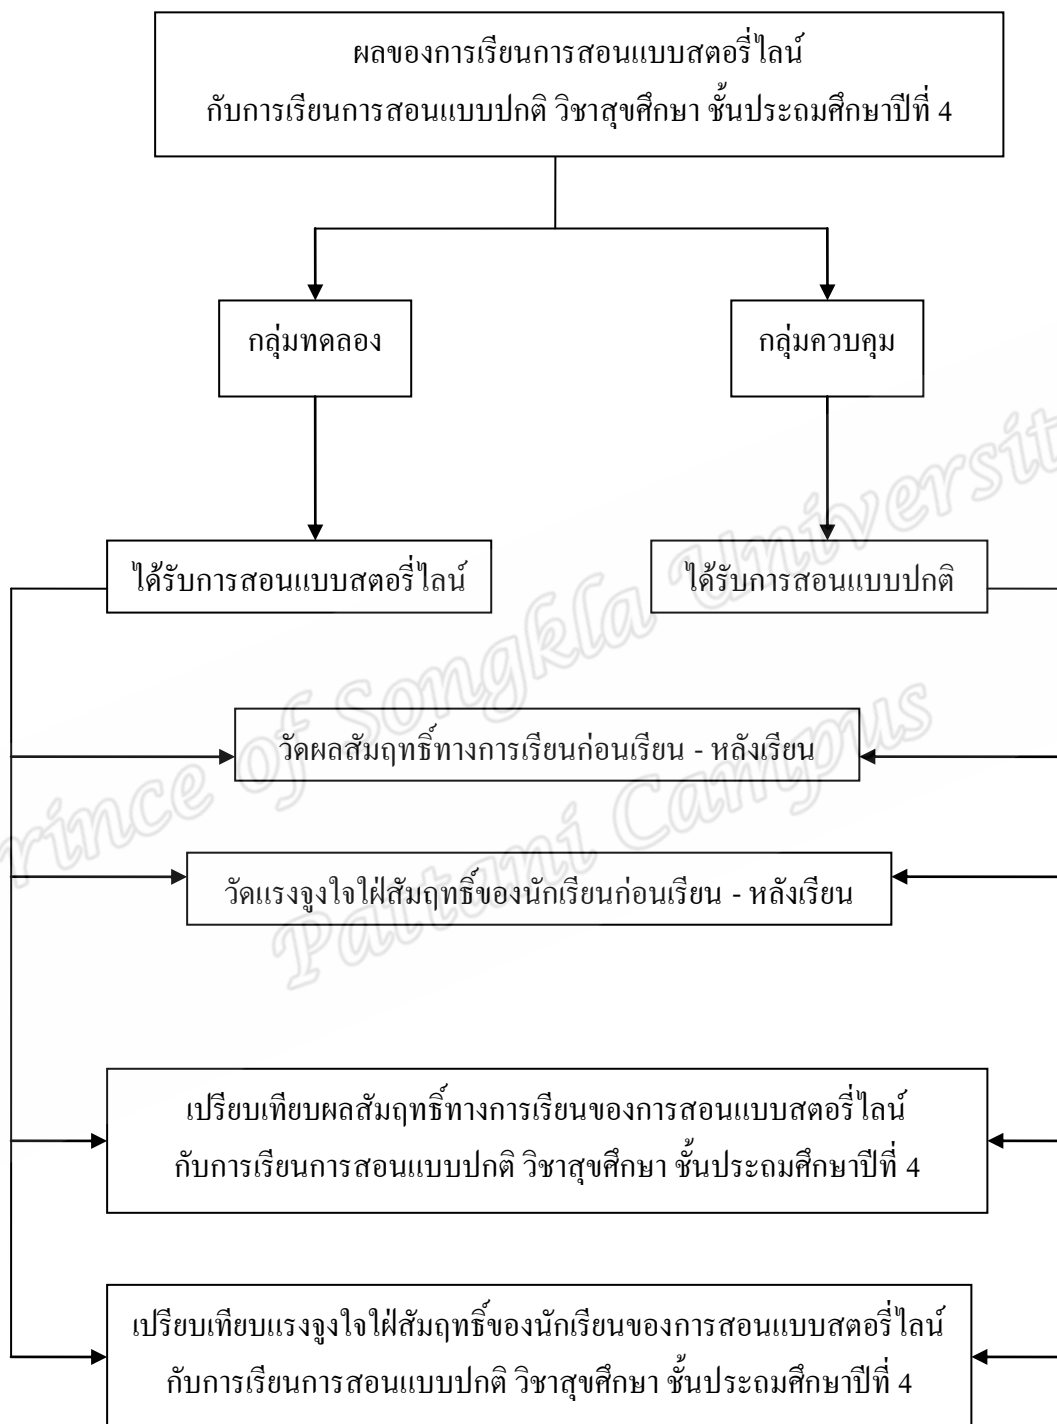 ผลของการเรียนการสอนแบบสตอรี่ไลน์
กับการเรียนการสอนแบบปกติ วิชาสุขศึกษา ชั้นประถมศึกษาปีที่ 4
กลุ่มทดลอง
กลุ่มควบคุม
ได้รับการสอนแบบสตอรี่ไลน์
ได้รับการสอนแบบปกติ
วัดผลสัมฤทธิ์ทางการเรียนก่อนเรียน - หลังเรียน
วัดแรงจูงใจใฝ่สัมฤทธิ์ของนักเรียนก่อนเรียน - หลังเรียน
เปรียบเทียบผลสัมฤทธิ์ทางการเรียนของการสอนแบบสตอรี่ไลน์
กับการเรียนการสอนแบบปกติ วิชาสุขศึกษา ชั้นประถมศึกษาปีที่ 4
เปรียบเทียบแรงจูงใจใฝ่สัมฤทธิ์ของนักเรียนของการสอนแบบสตอรี่ไลน์
กับการเรียนการสอนแบบปกติ วิชาสุขศึกษา ชั้นประถมศึกษาปีที่ 4
rince of Songkla Universit
Pattani Campus